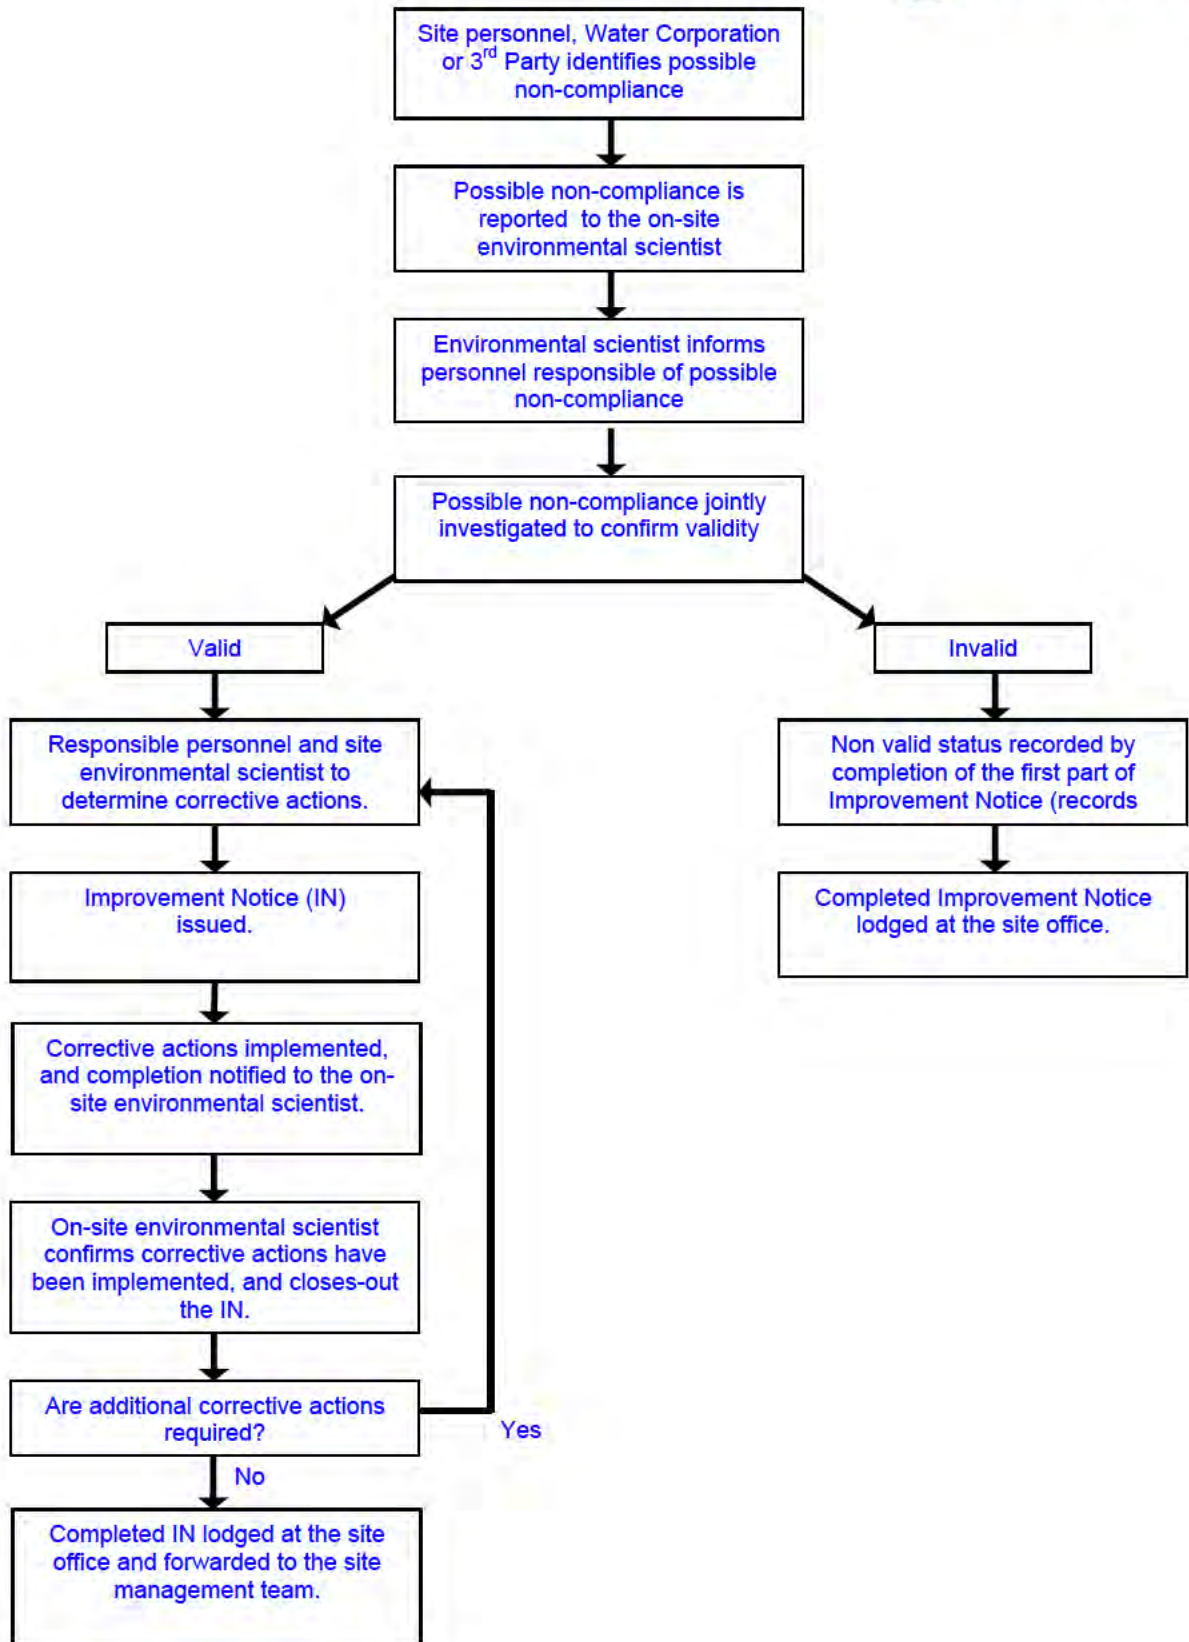 Site personnel, Water Corporation
or 3rd Party identifies possible
non-compliance
Possible non-compliance is
reported to the on-site
environmental scientist
Environmental scientist informs
personnel responsible of possible
non-compliance
Possible non-compliance jointly
investigated to confirm validity
Valid
Invalid
Responsible personnel and site
environmental scientist to
determine corrective actions.
Non valid status recorded by
completion of the first part of
Improvement Notice (records
Improvement Notice (IN)
issued.
Completed Improvement Notice
lodged at the site office.
Corrective actions implemented,
and completion notified to the on-
site environmental scientist.
On-site environmental scientist
confirms corrective actions have
been implemented, and closes-out
the IN.
Are additional corrective actions
required?
Yes
No
Completed IN lodged at the site
office and forwarded to the site
management team.